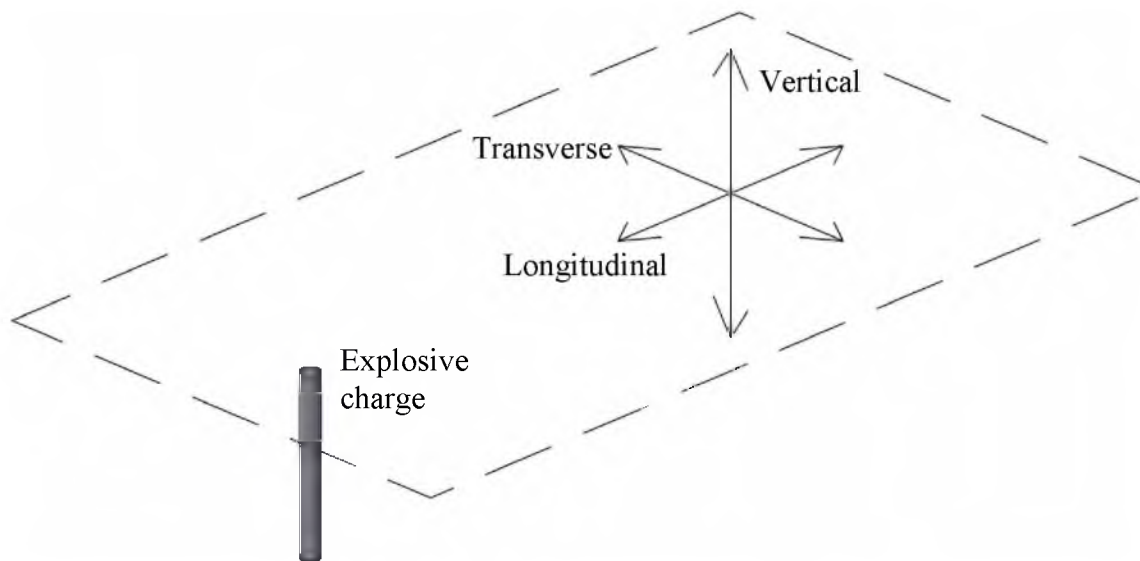 Vertical
Transverse
Longitudinal
Explosive
charge